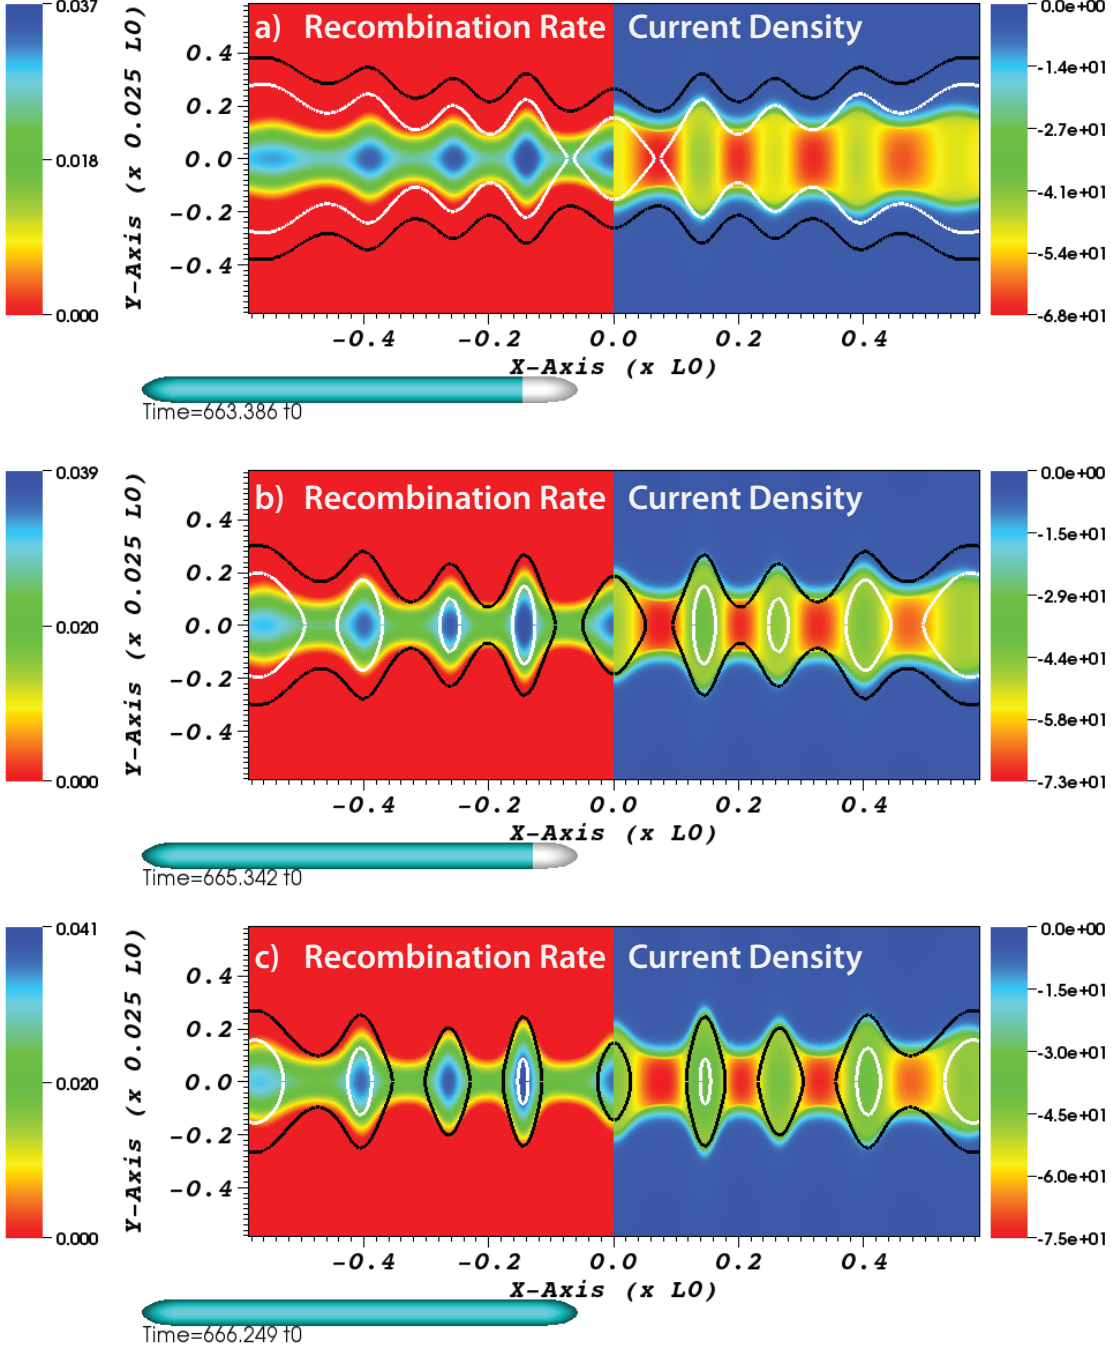 a) Recombination Rate Current Density
0.037
0.018
0.000
Y-Axis (x 0.025 L0)
0.4
0.2
0.0
-0.2
-0.4
0.0e+00
-1.4e+01
-2.7e+01
-4.1e+01
-5.4e+01
-6.8e+01
-0.4 -0.2 0.0 0.2 0.4
X-Axis (x L0)
Time=663.386 t0
b) Recombination Rate Current Density
0.039
0.020
0.000
Y-Axis (x 0.025 L0)
0.4
0.2
0.0
-0.2
-0.4
0.0e+00
-1.5e+01
-2.9e+01
-4.4e+01
-5.8e+01
-7.3e+01
-0.4 -0.2 0.0 0.2 0.4
X-Axis (x L0)
Time=665.342 t0
c) Recombination Rate Current Density
0.041
0.020
0.000
Y-Axis (x 0.025 L0)
0.4
0.2
0.0
-0.2
-0.4
0.0e+00
-1.5e+01
-3.0e+01
-4.5e+01
-6.0e+01
-7.5e+01
-0.4 -0.2 0.0 0.2 0.4
X-Axis (x L0)
Time=666.249 t0